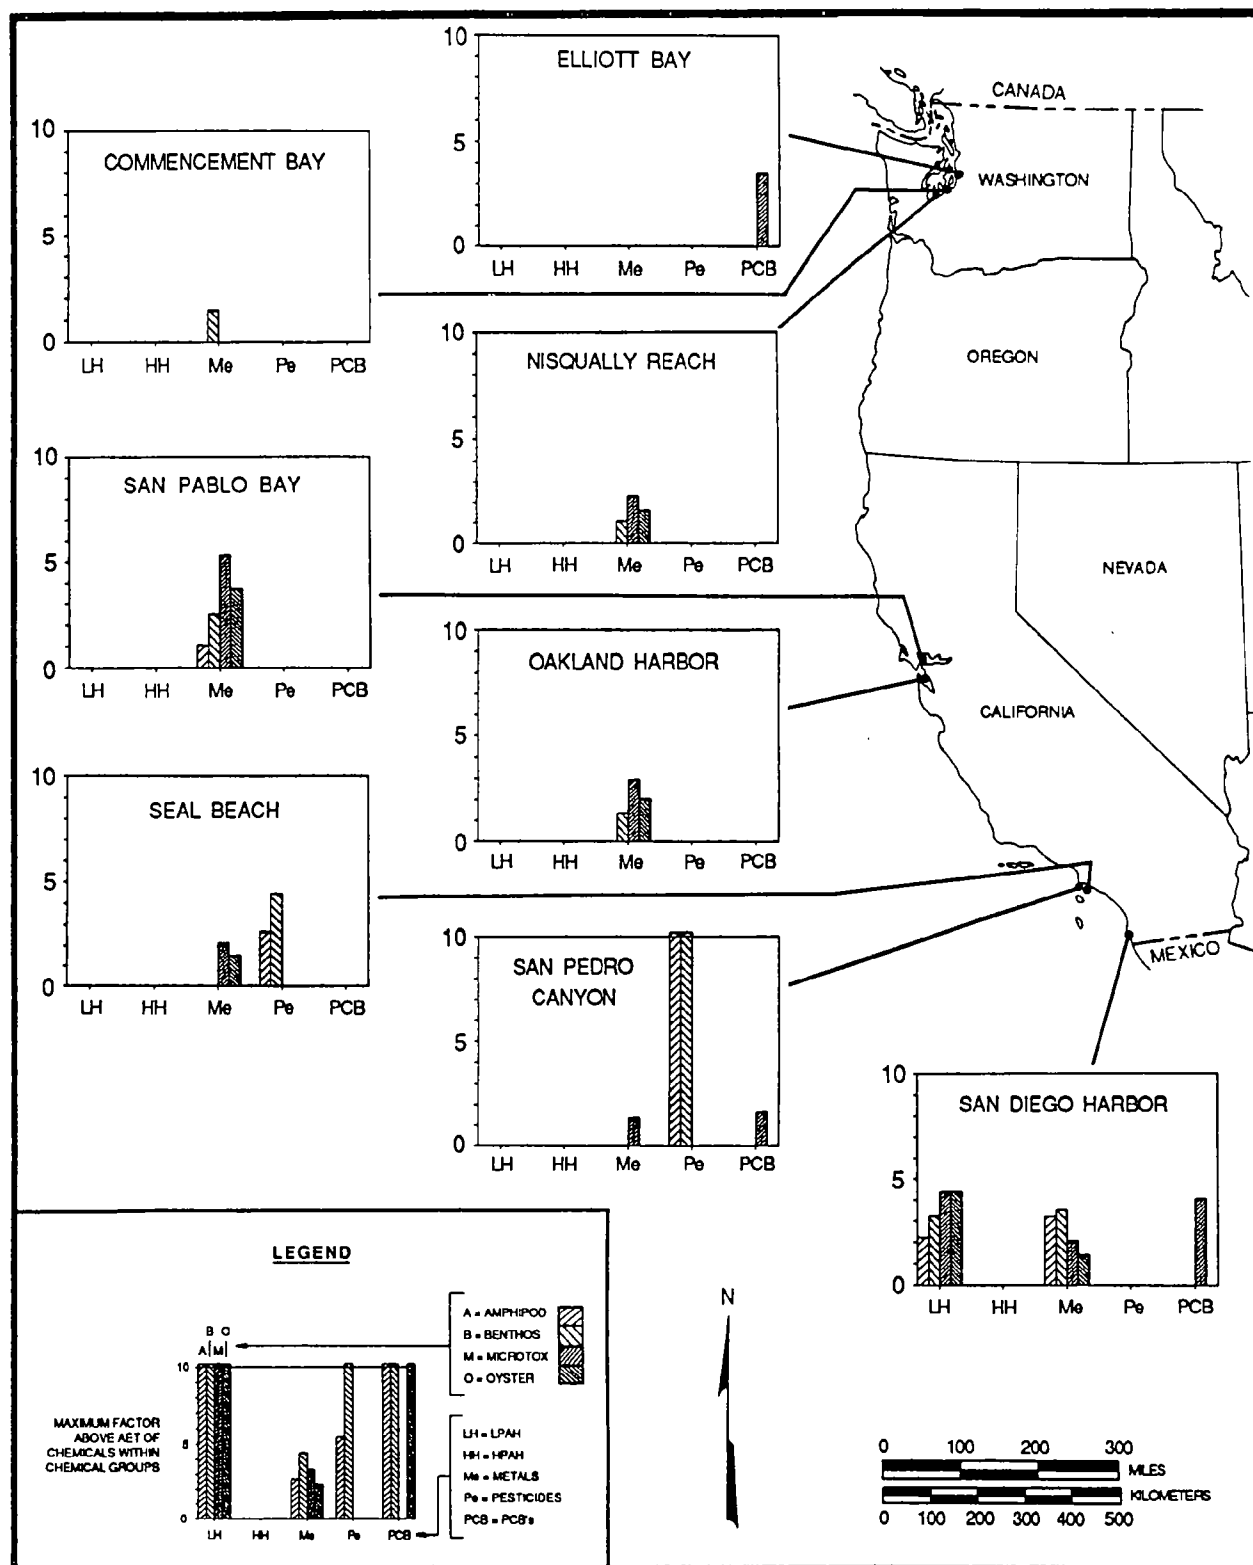 10
ELLIOTT BAY
5
0
LH HH Me Pe PCB
10
COMMENCEMENT BAY
5
0
LH HH Me Pe PCB
10
NISQUALLY REACH
5
0
LH HH Me Pe PCB
10
SAN PABLO BAY
5
0
LH HH Me Pe PCB
10
OAKLAND HARBOR
5
0
LH HH Me Pe PCB
10
SEAL BEACH
5
0
LH HH Me Pe PCB
10
SAN PEDRO
CANYON
5
0
LH HH Me Pe PCB
10
SAN DIEGO HARBOR
5
0
LH HH Me Pe PCB
CANADA
WASHINGTON
OREGON
NEVADA
CALIFORNIA
MEXICO
LEGEND
A = AMPHIPOD
B = BENTHOS
M = MICROTOX
O = OYSTER
B O
A M
10
5
0
MAXIMUM FACTOR
ABOVE AET OF
CHEMICALS WITHIN
CHEMICAL GROUPS
LH HH Me Pe PCB
LH = LPAH
HH = HPAH
Me = METALS
Pe = PESTICIDES
PCB = PCB's
N
0 100 200 300
MILES
KILOMETERS
0 100 200 300 400 500